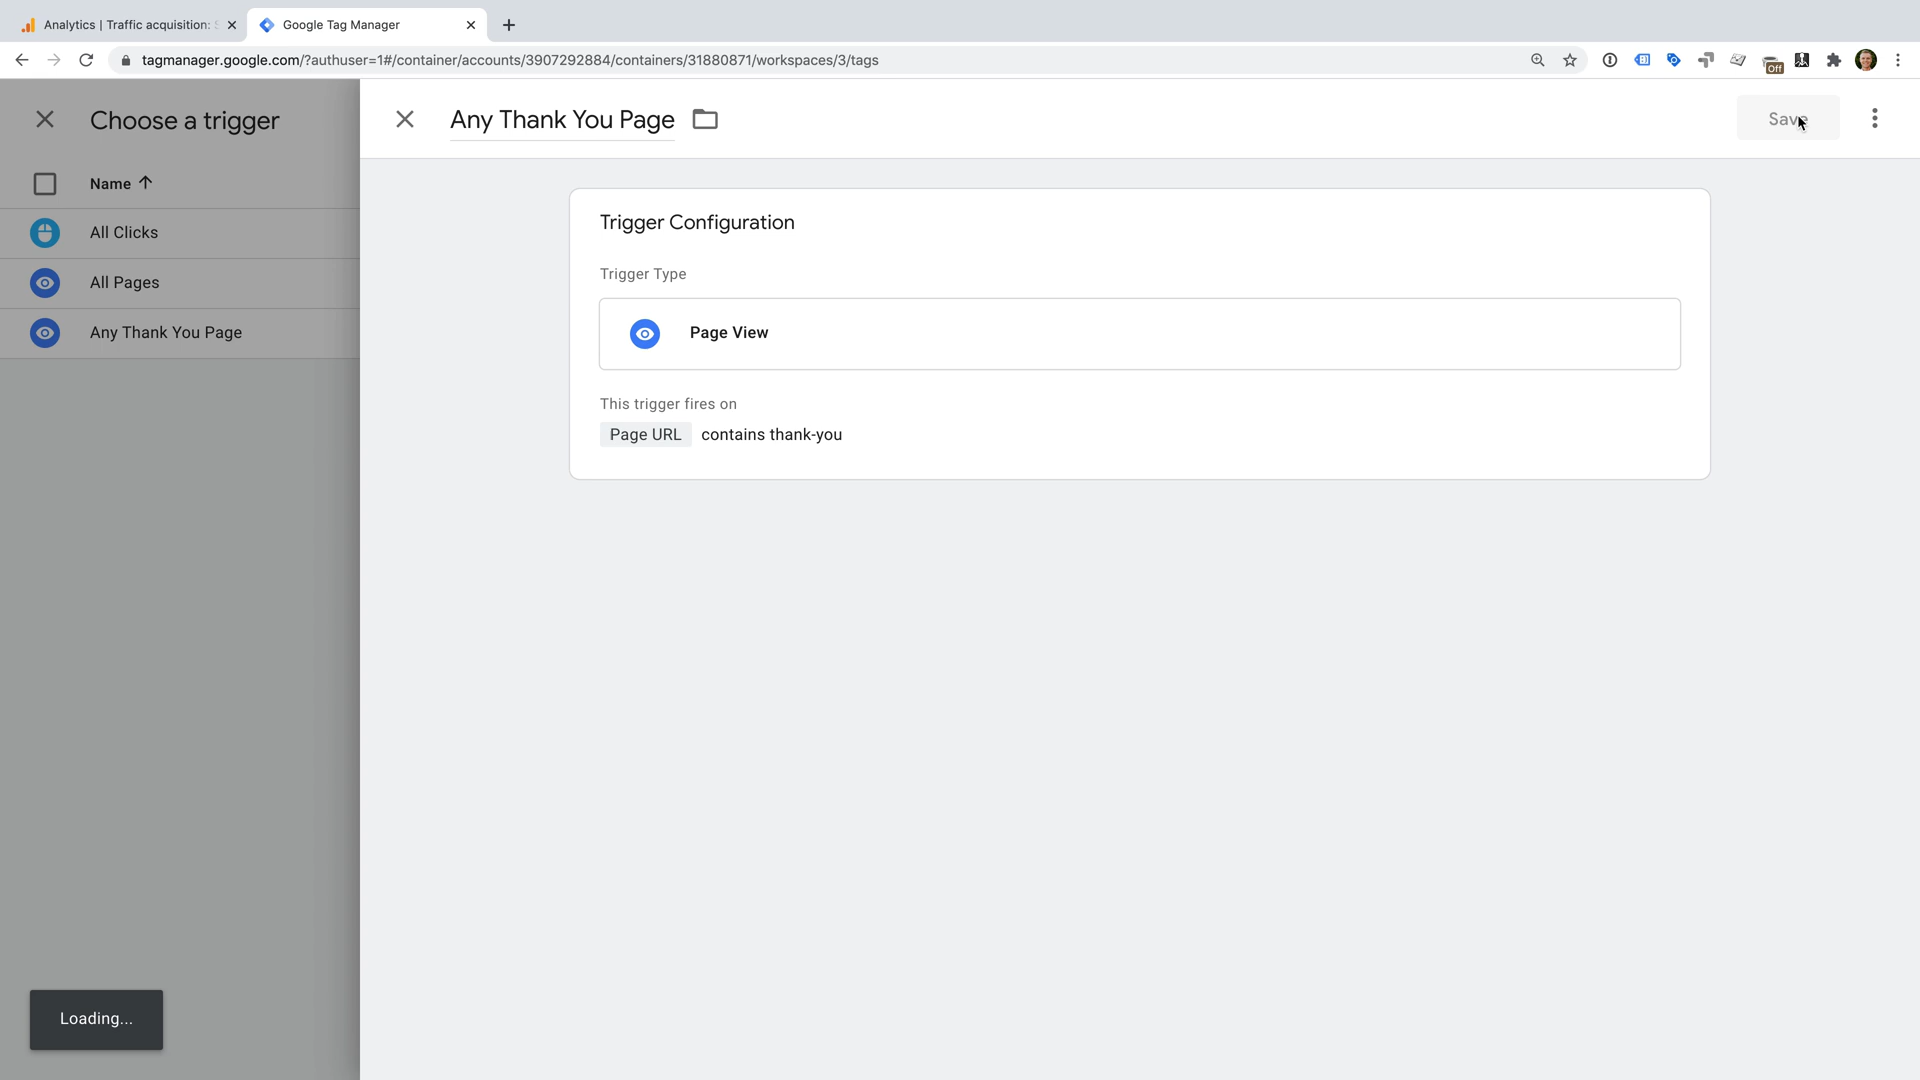 Analytics | Traffic acquisition: S
Google Tag Manager
tagmanager.google.com/?authuser=1#/container/accounts/3907292884/containers/31880871/workspaces/3/tags
Off
Choose a trigger
Any Thank You Page
Save
Name
All Clicks
All Pages
Any Thank You Page
Trigger Configuration
Trigger Type
Page View
This trigger fires on
Page URL contains thank-you
Loading...